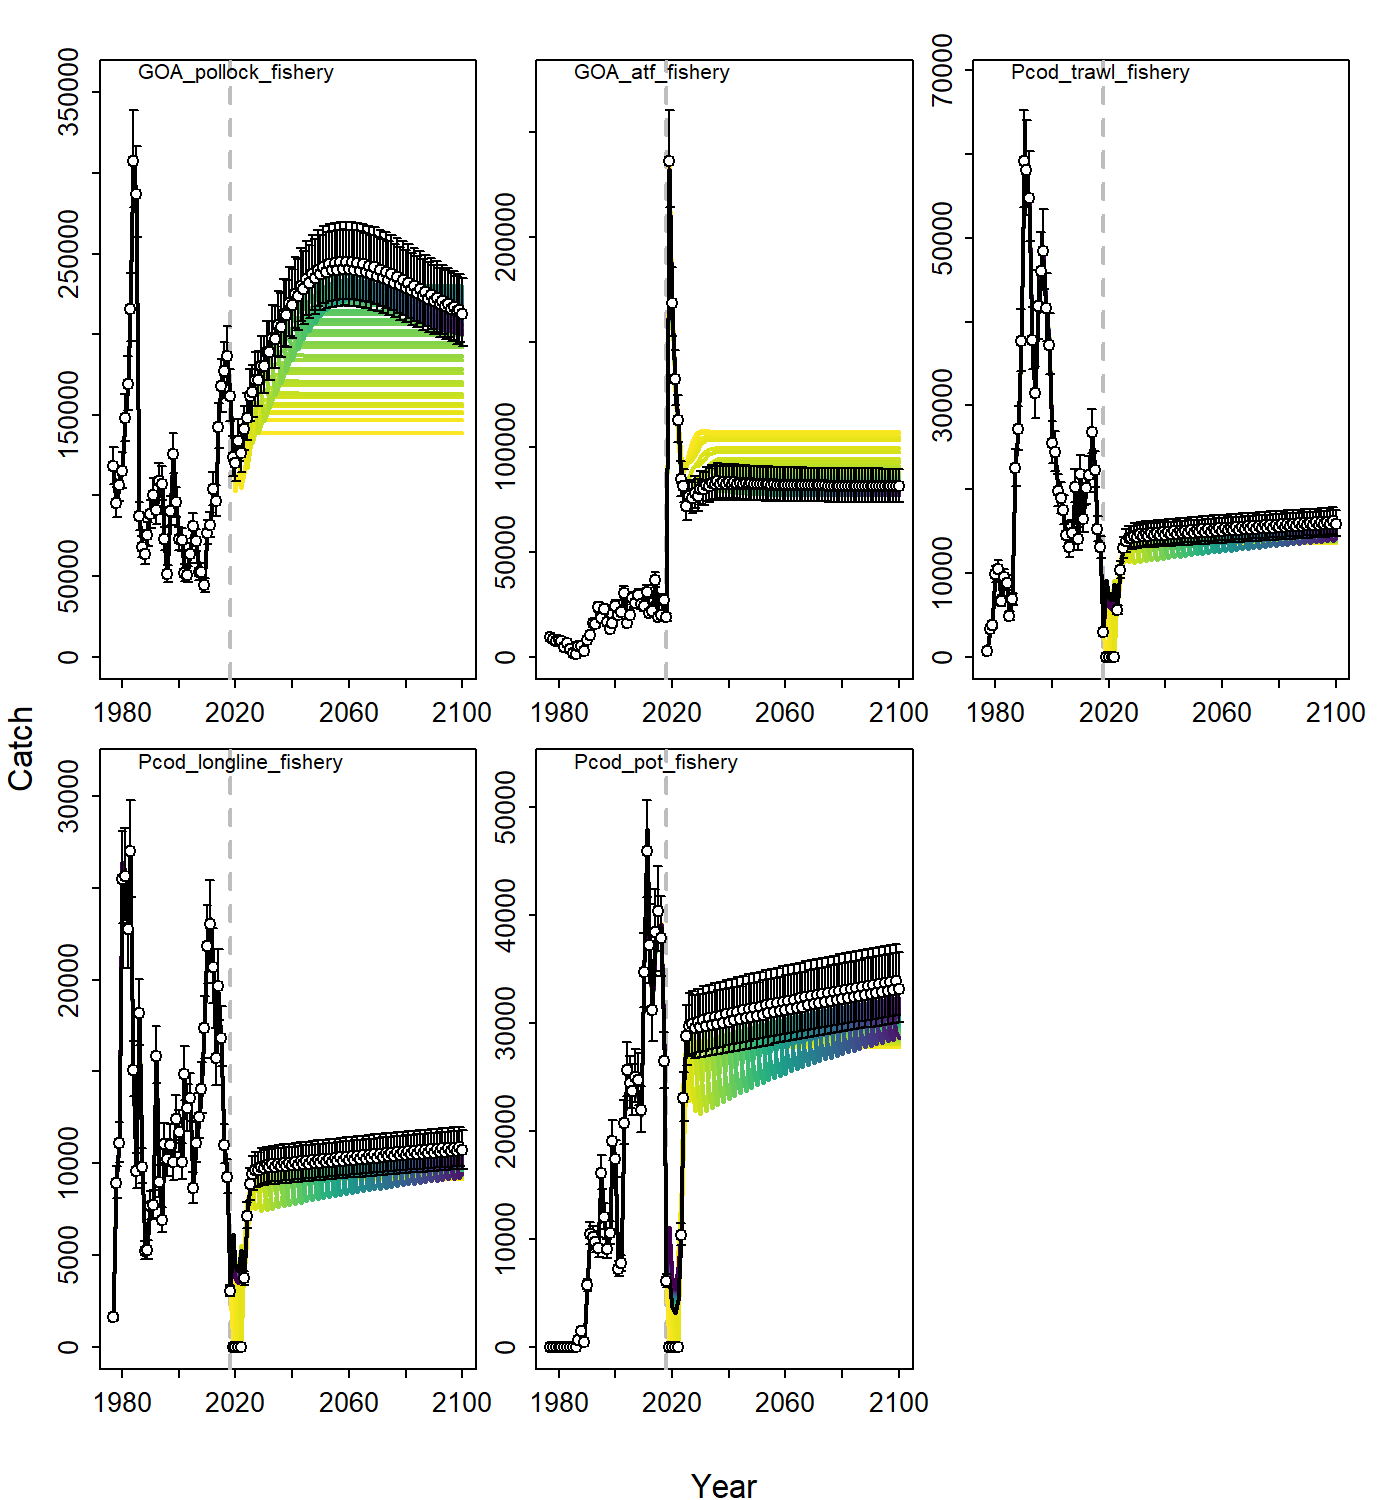 GOA_pollock_fishery
0 50000 150000 250000 350000
1980 2020 2060 2100
GOA_atf_fishery
0 50000 100000 200000
1980 2020 2060 2100
Pcod_trawl_fishery
0 10000 30000 50000 70000
1980 2020 2060 2100
Catch
Pcod_longline_fishery
0 5000 10000 20000 30000
1980 2020 2060 2100
Pcod_pot_fishery
0 10000 20000 30000 40000 50000
1980 2020 2060 2100
Year